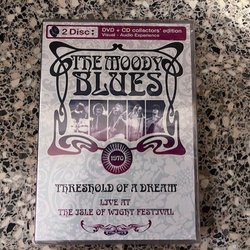 2 Disc:
DVD + CD collectors' edition
Visual - Audio Experience
THE MOODY
BLUES
1970
THRESHOLD OF A DREAM
LIVE AT
THE ISLE OF WIGHT FESTIVAL